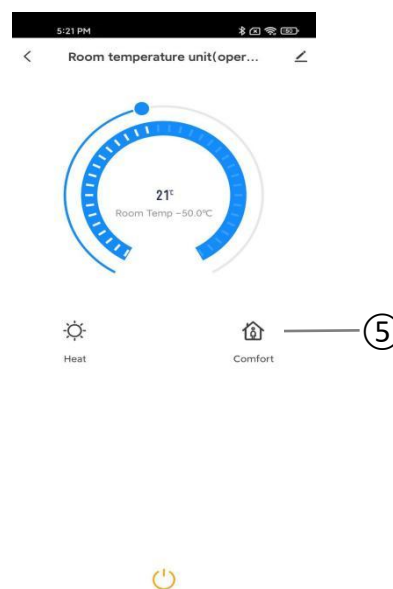 5:21 PM
Room temperature unit(oper...
21℃
Room Temp -50.0℃
Heat
Comfort
⑤